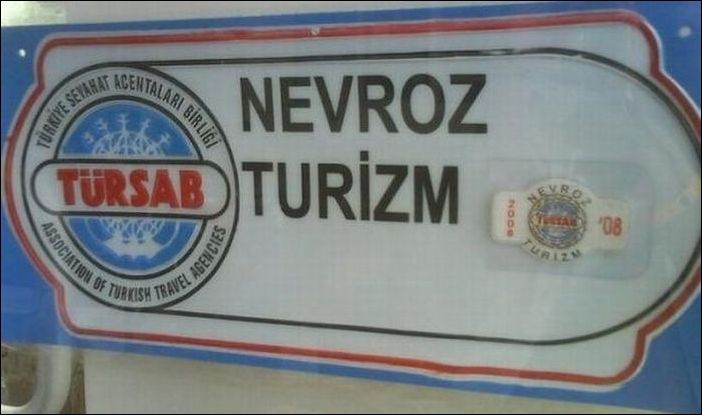 TÜRKİYE SEYAHAT ACENTALARI BİRLİĞİ
TÜRSAB
ASSOCIATION OF TURKISH TRAVEL AGENCIES
NEVROZ
TURİZM
NEVROZ
2008
TURSAB
'08
TURİZM